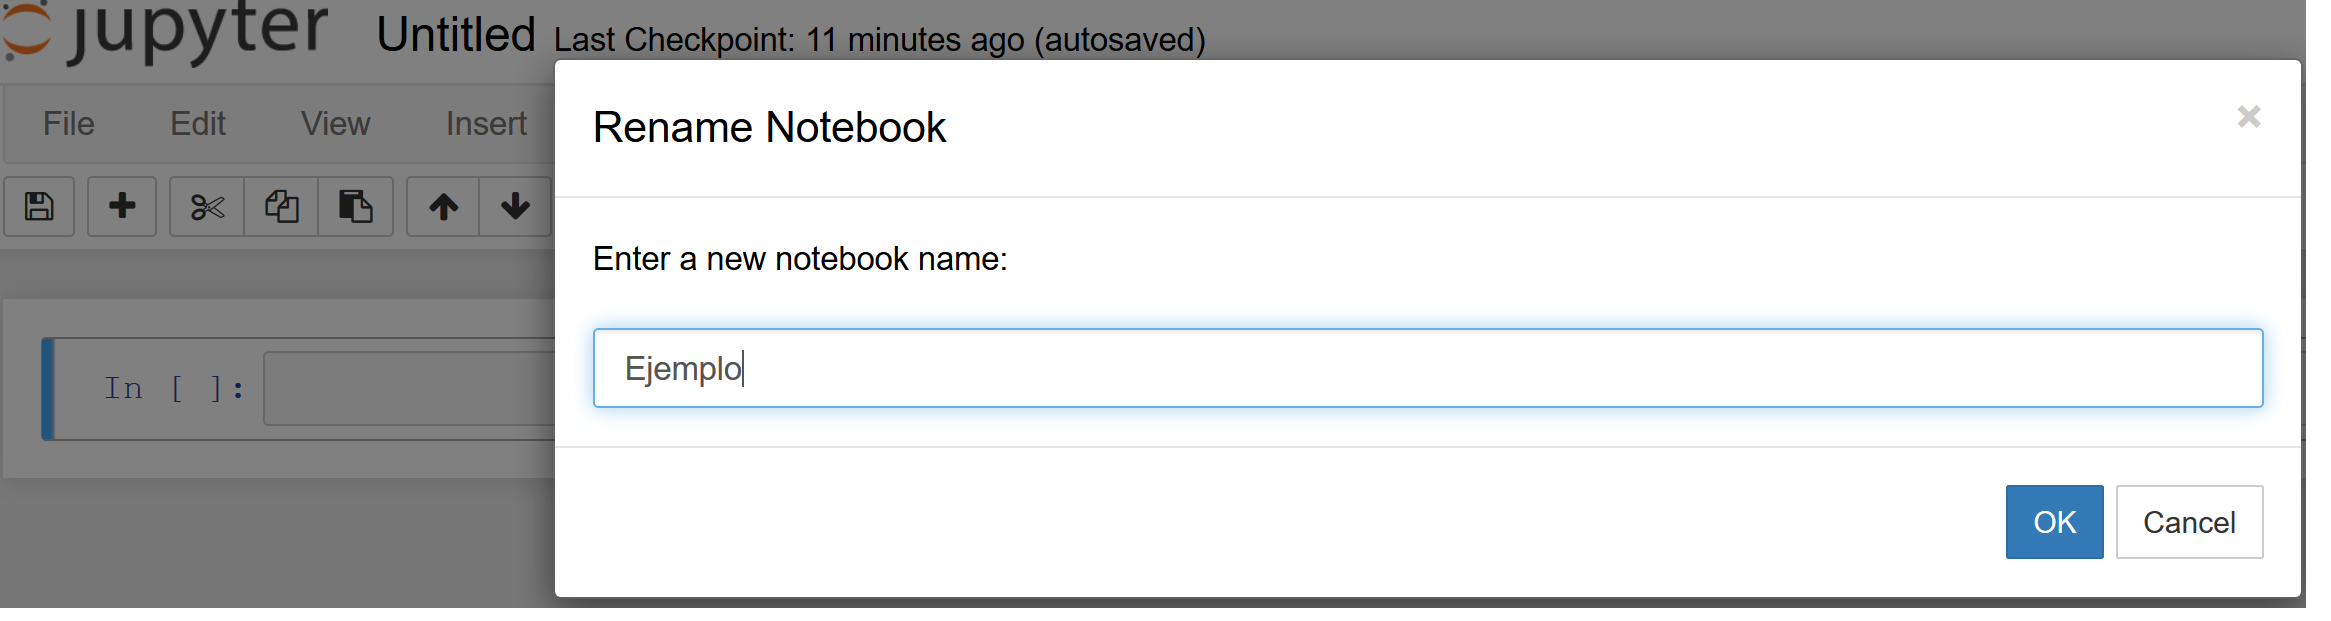 jupyter Untitled Last Checkpoint: 11 minutes ago (autosaved)
File Edit View Insert
Rename Notebook
Enter a new notebook name:
In [ ]:
Ejemplo
OK Cancel